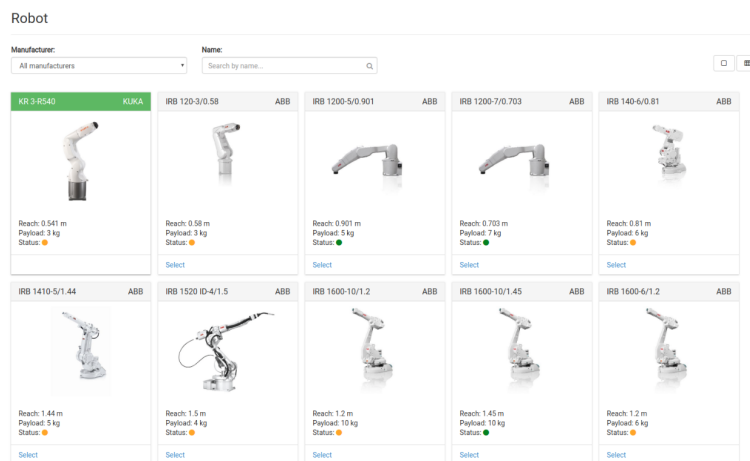 Robot
Manufacturer:
Name:
All manufacturers
Search by name...
KR 3-R540 KUKA
IRB 120-3/0.58 ABB
IRB 1200-5/0.901 ABB
IRB 1200-7/0.703 ABB
IRB 140-6/0.81 ABB
Reach: 0.541 m
Payload: 3 kg
Status:
Reach: 0.58 m
Payload: 3 kg
Status:
Select
Reach: 0.901 m
Payload: 5 kg
Status:
Select
Reach: 0.703 m
Payload: 7 kg
Status:
Select
Reach: 0.81 m
Payload: 6 kg
Status:
Select
IRB 1410-5/1.44 ABB
IRB 1520 ID-4/1.5 ABB
IRB 1600-10/1.2 ABB
IRB 1600-10/1.45 ABB
IRB 1600-6/1.2 ABB
Reach: 1.44 m
Payload: 5 kg
Status:
Select
Reach: 1.5 m
Payload: 4 kg
Status:
Select
Reach: 1.2 m
Payload: 10 kg
Status:
Select
Reach: 1.45 m
Payload: 10 kg
Status:
Select
Reach: 1.2 m
Payload: 6 kg
Status:
Select